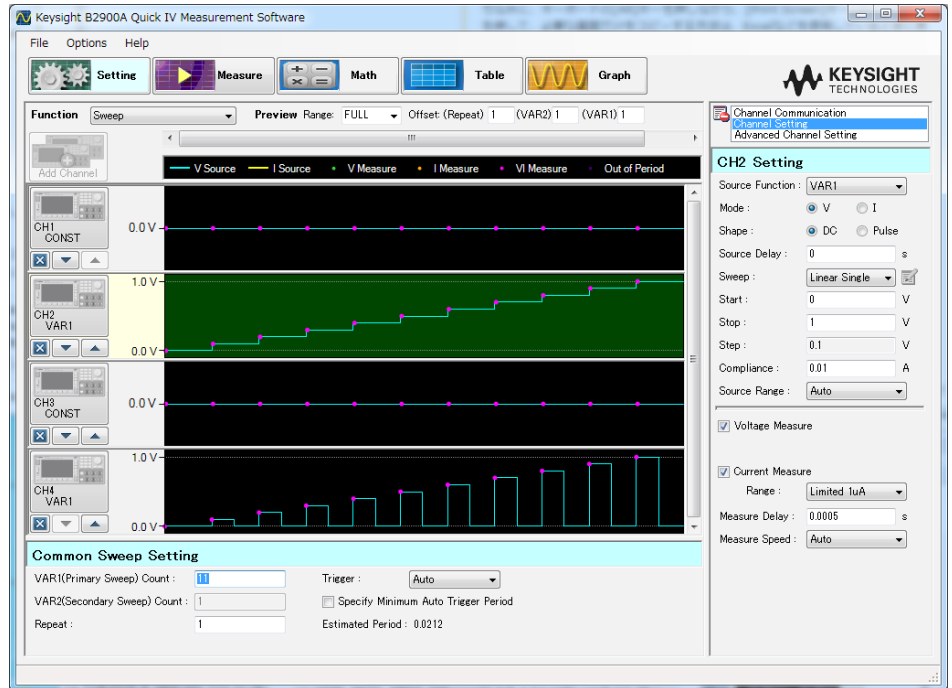 Keysight B2900A Quick IV Measurement Software
File Options Help
Setting Measure Math Table Graph
KEYSIGHT
TECHNOLOGIES
Function Sweep Preview Range: FULL Offset: (Repeat) 1 (VAR2) 1 (VAR1) 1
Add Channel
V Source I Source V Measure I Measure VI Measure Out of Period
CH1
CONST
0.0 V
1.0 V
CH2
VAR1
0.0 V
CH3
CONST
0.0 V
1.0 V
CH4
VAR1
0.0 V
Common Sweep Setting
VAR1(Primary Sweep) Count : 11 Trigger : Auto
VAR2(Secondary Sweep) Count : 1 Specify Minimum Auto Trigger Period
Repeat : 1 Estimated Period : 0.0212
Channel Communication
Channel Setting
Advanced Channel Setting
CH2 Setting
Source Function : VAR1
Mode : V I
Shape : DC Pulse
Source Delay : 0 s
Sweep : Linear Single
Start : 0 V
Stop : 1 V
Step : 0.1 V
Compliance : 0.01 A
Source Range : Auto
Voltage Measure
Current Measure
Range : Limited 1uA
Measure Delay : 0.0005 s
Measure Speed : Auto